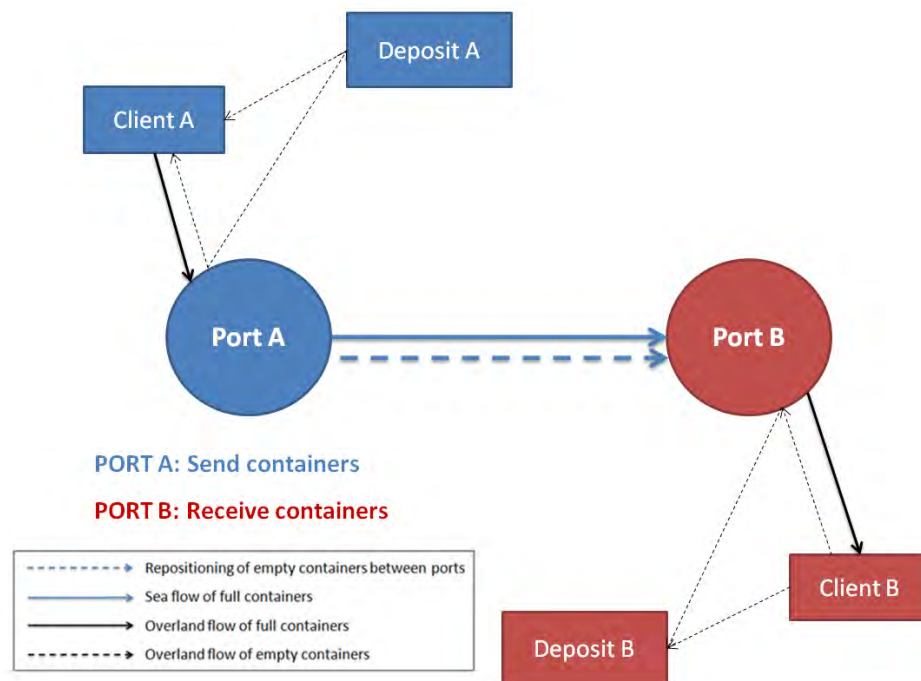 Deposit A
Client A
Port A
Port B
PORT A: Send containers
PORT B: Receive containers
Repositioning of empty containers between ports
Sea flow of full containers
Overland flow of full containers
Overland flow of empty containers
Client B
Deposit B